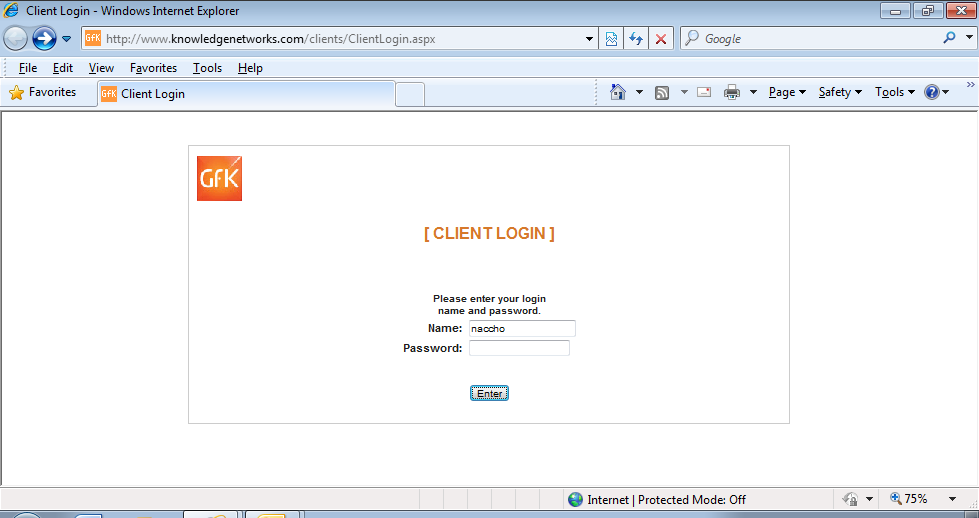 Client Login - Windows Internet Explorer
GfK http://www.knowledgenetworks.com/clients/ClientLogin.aspx Google
File Edit View Favorites Tools Help
Favorites GfK Client Login Page Safety Tools
GfK
[ CLIENT LOGIN ]
Please enter your login
name and password.
Name: naccho
Password:
Enter
Internet | Protected Mode: Off 75%